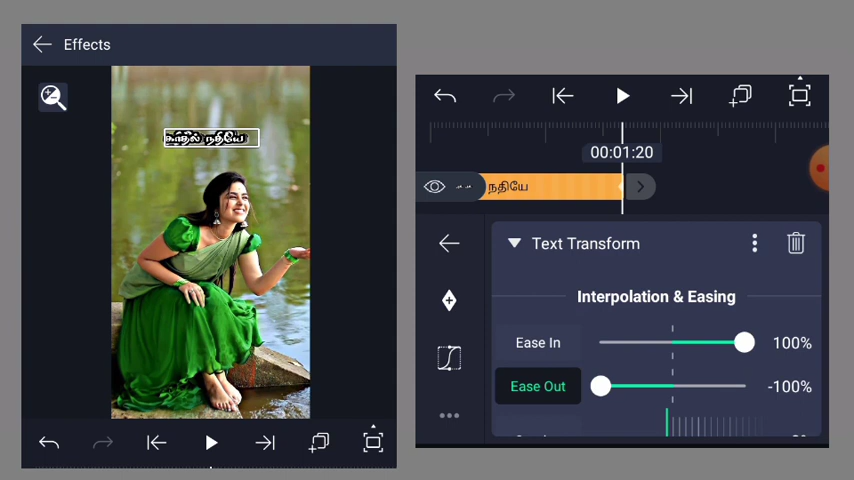 Effects
நதியே
00:01:20
நதியே
Text Transform
Interpolation & Easing
Ease In
100%
Ease Out
-100%